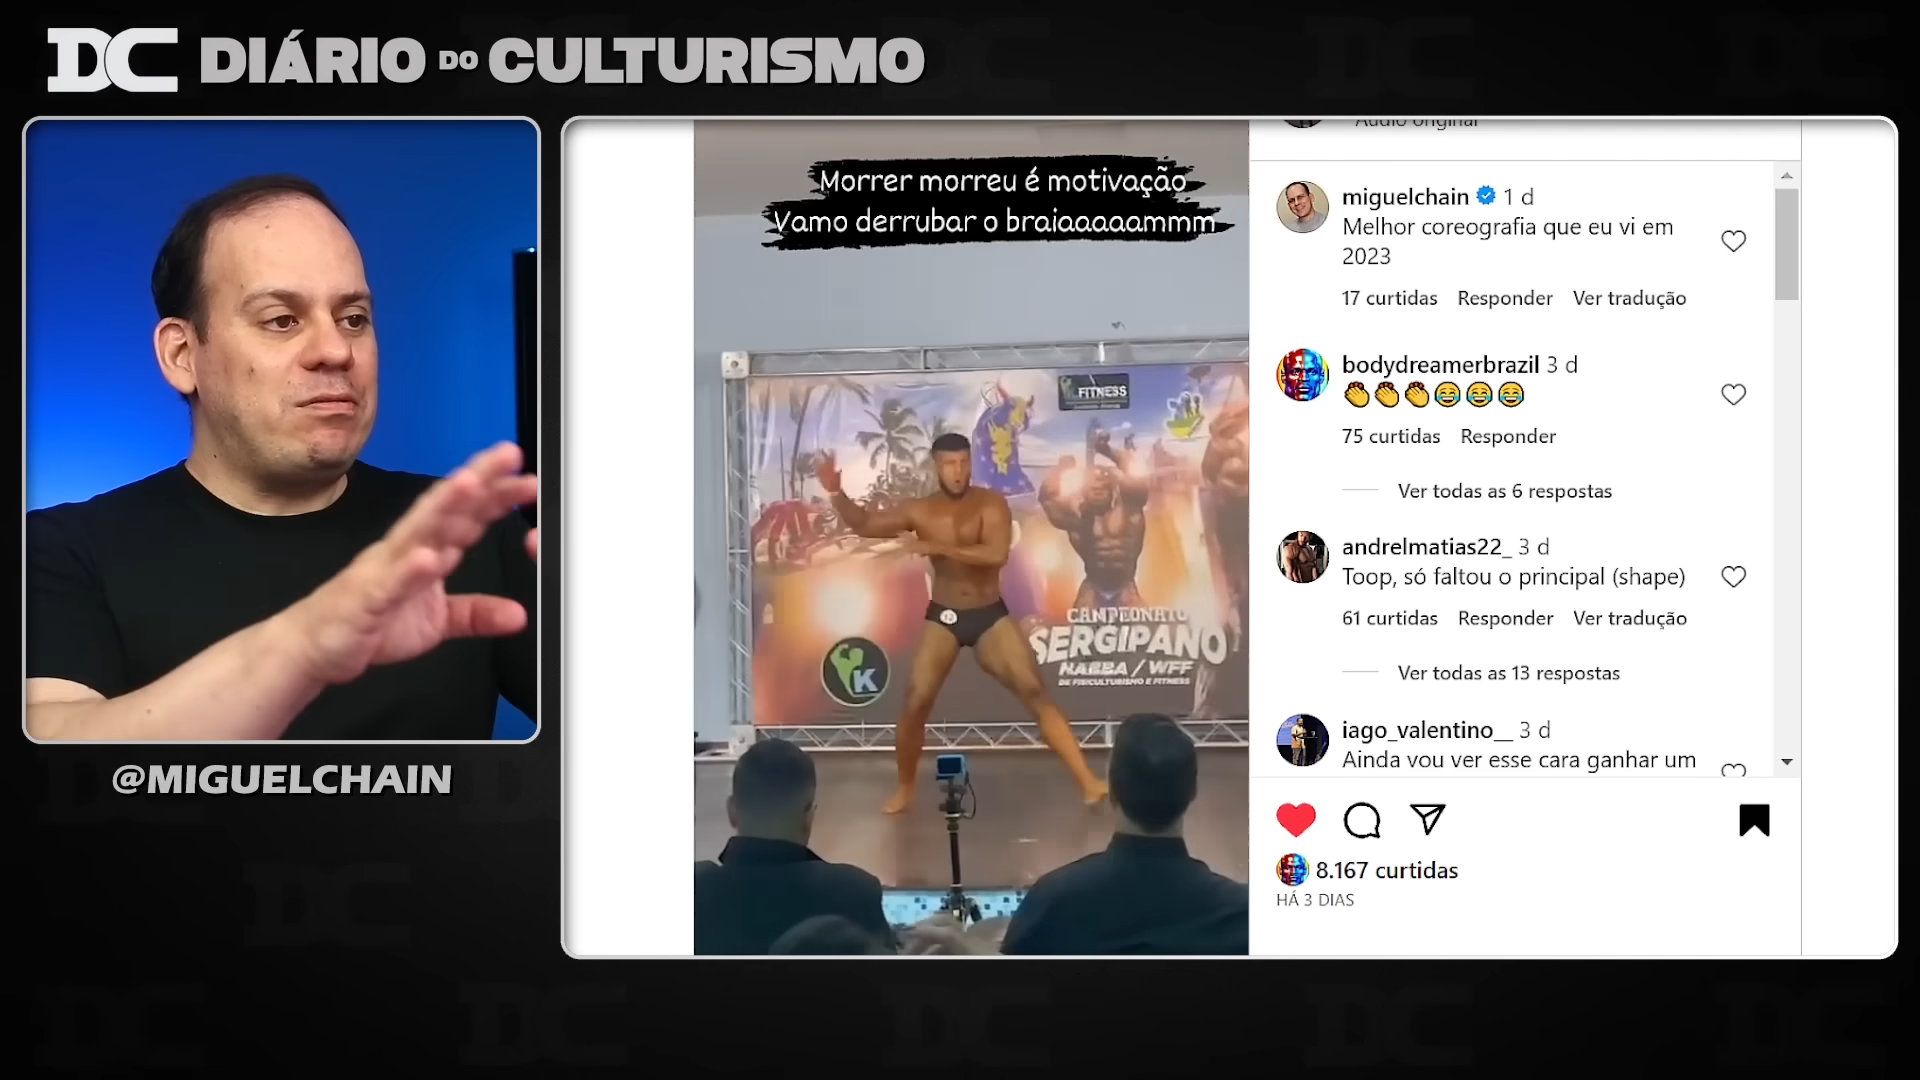 DC DIÁRIO DO CULTURISMO
@MIGUELCHAIN
Morrer morreu é motivação
Vamo derrubar o braiaaaaammm
FITNESS
K
CAMPEONATO
SERGIPANO
NABBA / WFF
DE FISICULTURISMO E FITNESS
Áudio original
miguelchain 1 d
Melhor coreografia que eu vi em
2023
17 curtidas Responder Ver tradução
bodydreamerbrazil 3 d
👏👏👏😂😂😂
75 curtidas Responder
Ver todas as 6 respostas
andrelmatias22_ 3 d
Toop, só faltou o principal (shape)
61 curtidas Responder Ver tradução
Ver todas as 13 respostas
iago_valentino__ 3 d
Ainda vou ver esse cara ganhar um
8.167 curtidas
HÁ 3 DIAS